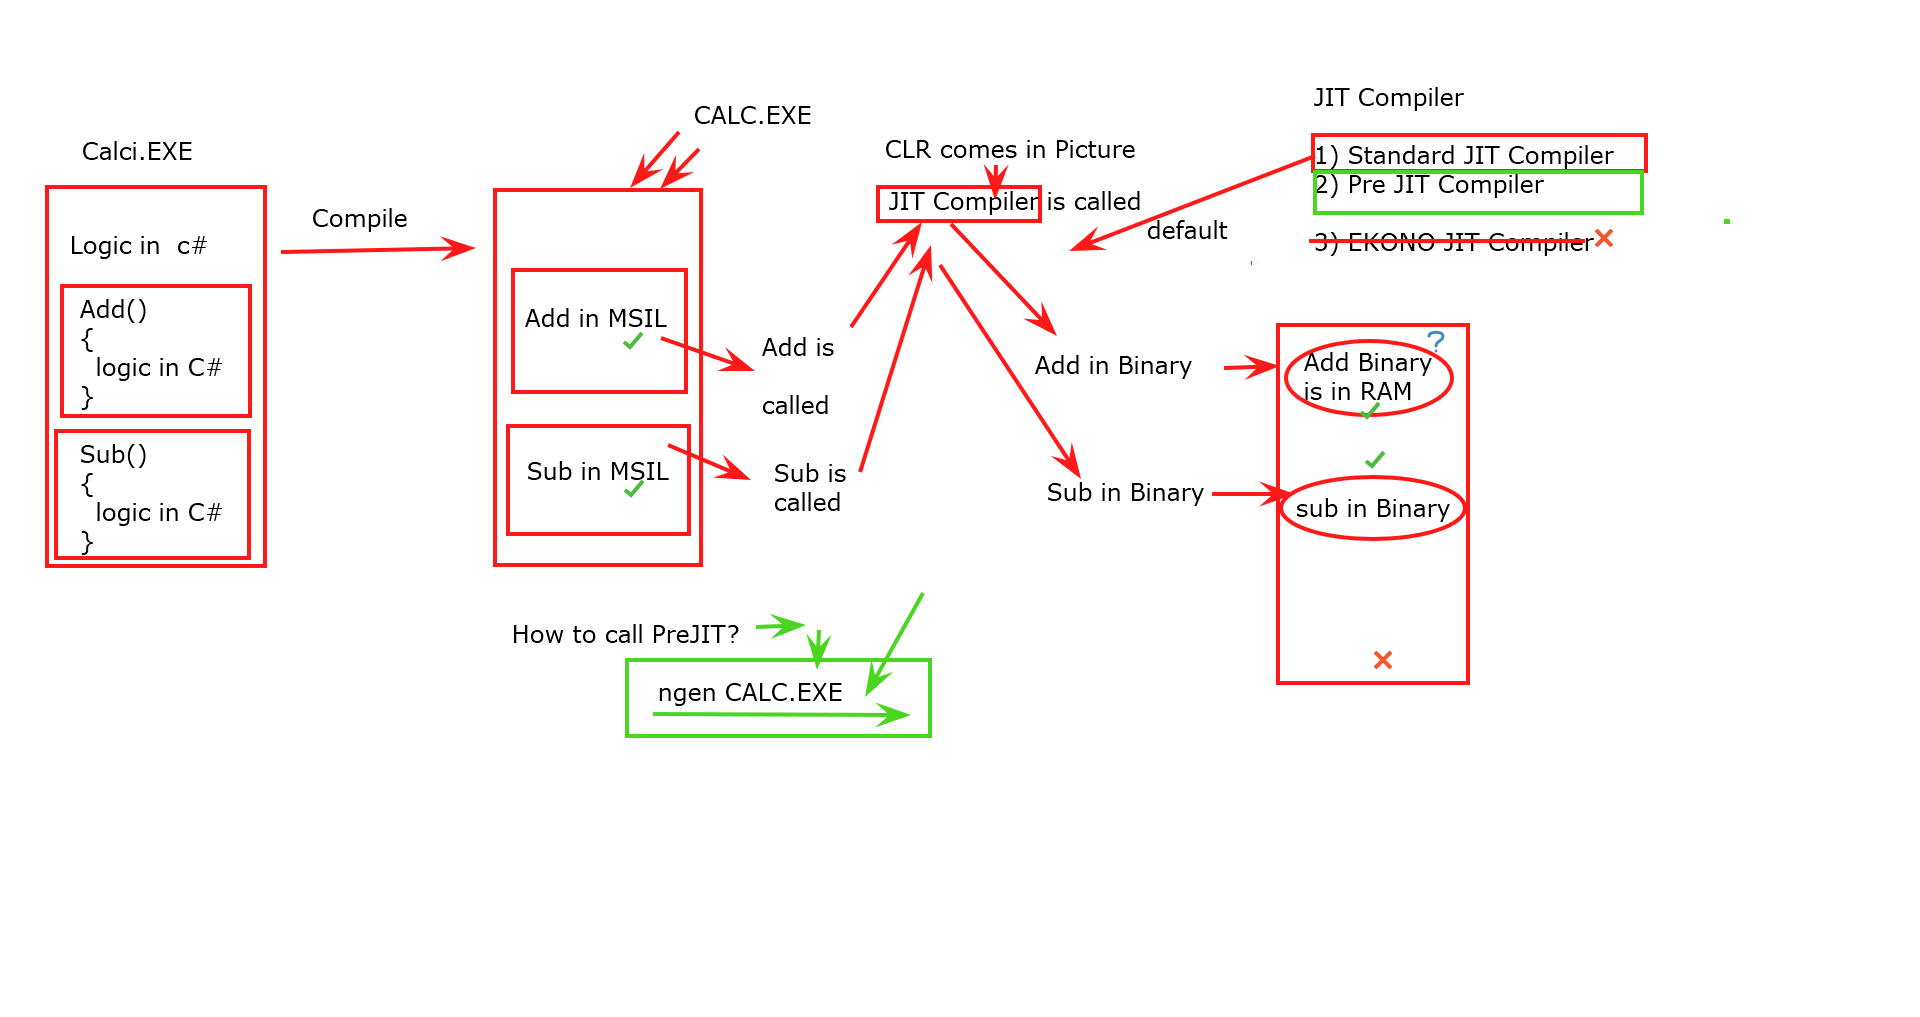 Calci.EXE
Logic in  c#
Add()
{
  logic in C#
}
Sub()
{
  logic in C#
}
Compile
CALC.EXE
Add in MSIL
Sub in MSIL
Add is
called
Sub is
called
CLR comes in Picture
JIT Compiler is called
default
Add in Binary
Sub in Binary
JIT Compiler
1) Standard JIT Compiler
2) Pre JIT Compiler
3) EKONO JIT Compiler
?
Add Binary
is in RAM
sub in Binary
How to call PreJIT?
ngen CALC.EXE